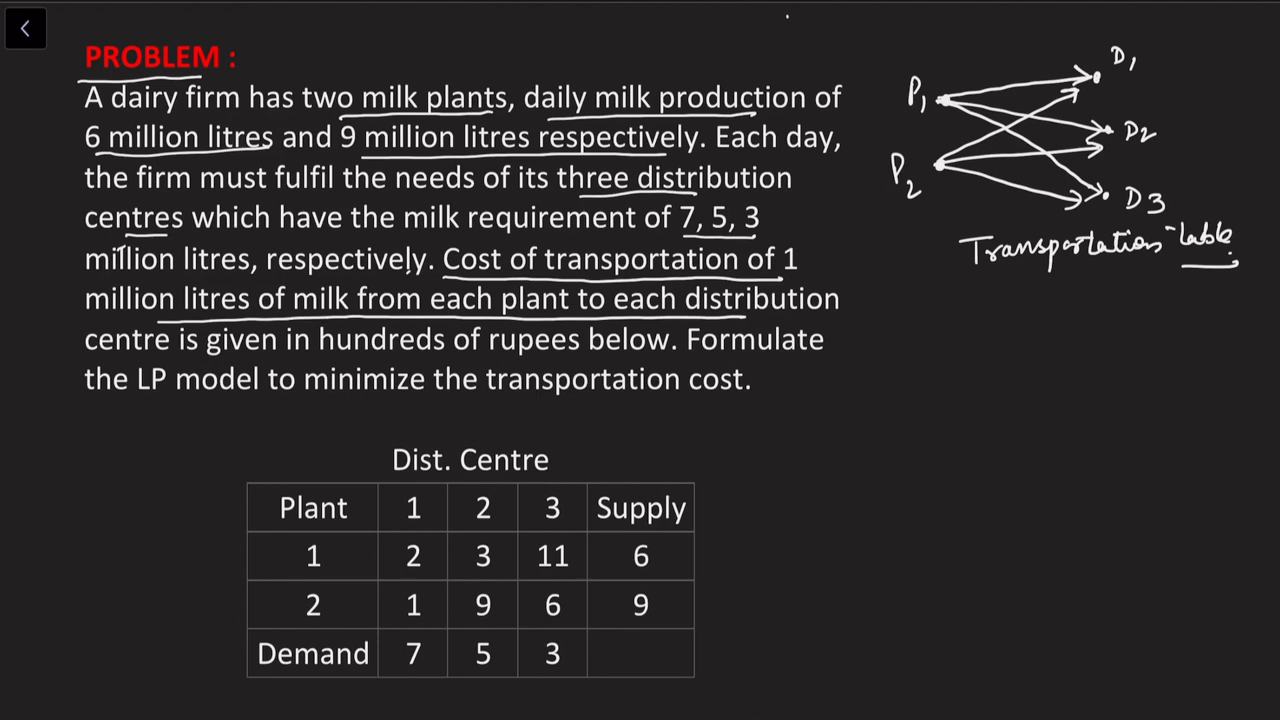 PROBLEM :
A dairy firm has two milk plants, daily milk production of
6 million litres and 9 million litres respectively. Each day,
the firm must fulfil the needs of its three distribution
centres which have the milk requirement of 7, 5, 3
million litres, respectively. Cost of transportation of 1
million litres of milk from each plant to each distribution
centre is given in hundreds of rupees below. Formulate
the LP model to minimize the transportation cost.
P1 D1
D2
P2
D3
Transportation table
Dist. Centre
Plant 1 2 3 Supply
1 2 3 11 6
2 1 9 6 9
Demand 7 5 3